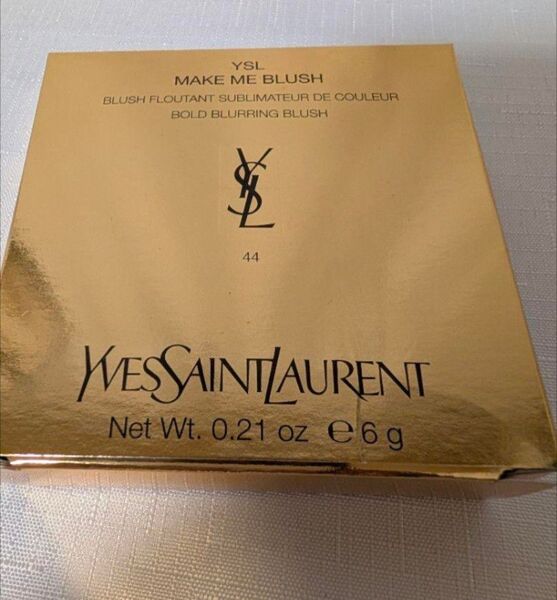 YSL
MAKE ME BLUSH
BLUSH FLOUTANT SUBLIMATEUR DE COULEUR
BOLD BLURRING BLUSH
YSL
44
YVESSAINTLAURENT
Net Wt. 0.21 oz ℮ 6 g